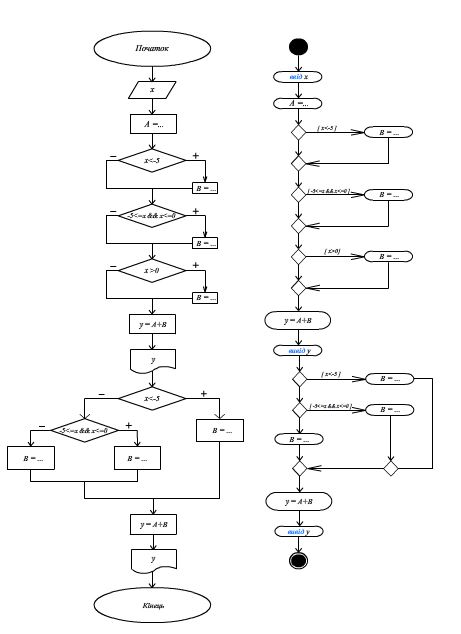 Початок
x
A =...
x<-5
− +
B = ...
-5<=x && x<=0
− +
B = ...
x >0
− +
B = ...
y = A+B
y
x<-5
− +
-5<=x && x<=0
− +
B = ...
B = ...
B = ...
y = A+B
y
Кінець
ввід x
A =...
[ x<-5 ]
B = ...
[ -5<=x && x<=0 ]
B = ...
[ x>0]
B = ...
y = A+B
вивід y
[ x<-5 ]
B = ...
[ -5<=x && x<=0 ]
B = ...
B = ...
y = A+B
вивід y